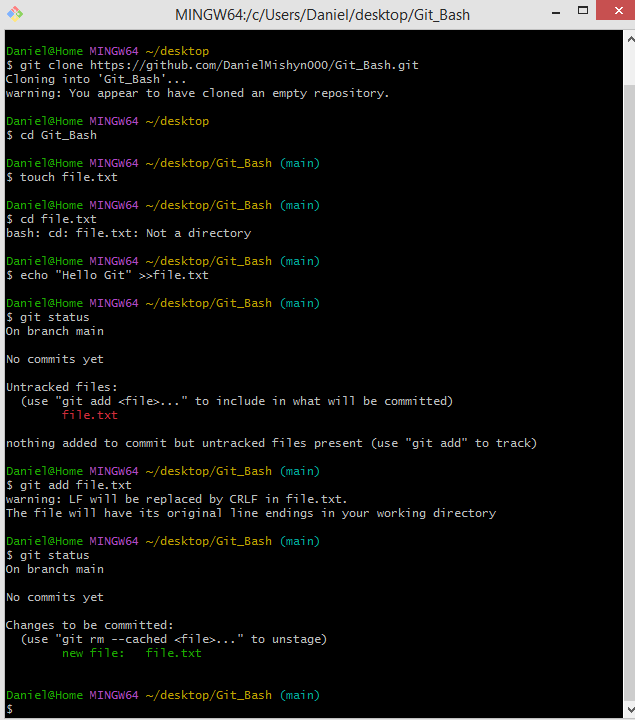 MINGW64:/c/Users/Daniel/desktop/Git_Bash
Daniel@Home MINGW64 ~/desktop
$ git clone https://github.com/DanielMishyn000/Git_Bash.git
Cloning into 'Git_Bash'...
warning: You appear to have cloned an empty repository.
Daniel@Home MINGW64 ~/desktop
$ cd Git_Bash
Daniel@Home MINGW64 ~/desktop/Git_Bash (main)
$ touch file.txt
Daniel@Home MINGW64 ~/desktop/Git_Bash (main)
$ cd file.txt
bash: cd: file.txt: Not a directory
Daniel@Home MINGW64 ~/desktop/Git_Bash (main)
$ echo "Hello Git" >>file.txt
Daniel@Home MINGW64 ~/desktop/Git_Bash (main)
$ git status
On branch main
No commits yet
Untracked files:
(use "git add <file>..." to include in what will be committed)
file.txt
nothing added to commit but untracked files present (use "git add" to track)
Daniel@Home MINGW64 ~/desktop/Git_Bash (main)
$ git add file.txt
warning: LF will be replaced by CRLF in file.txt.
The file will have its original line endings in your working directory
Daniel@Home MINGW64 ~/desktop/Git_Bash (main)
$ git status
On branch main
No commits yet
Changes to be committed:
(use "git rm --cached <file>..." to unstage)
new file:   file.txt
Daniel@Home MINGW64 ~/desktop/Git_Bash (main)
$